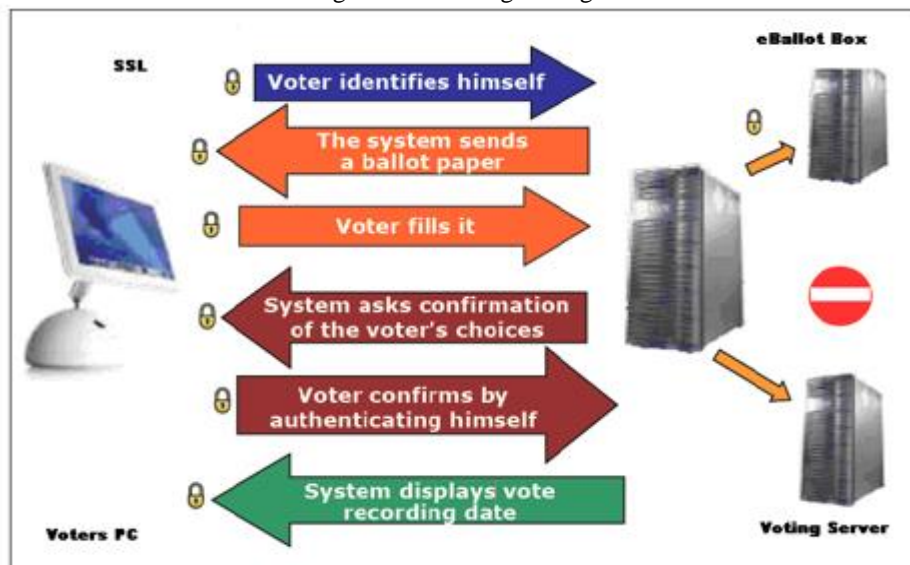 eBallot Box
SSL
Voter identifies himself
The system sends
a ballot paper
Voter fills it
System asks confirmation
of the voter's choices
Voter confirms by
authenticating himself
System displays vote
recording date
Voters PC
Voting Server